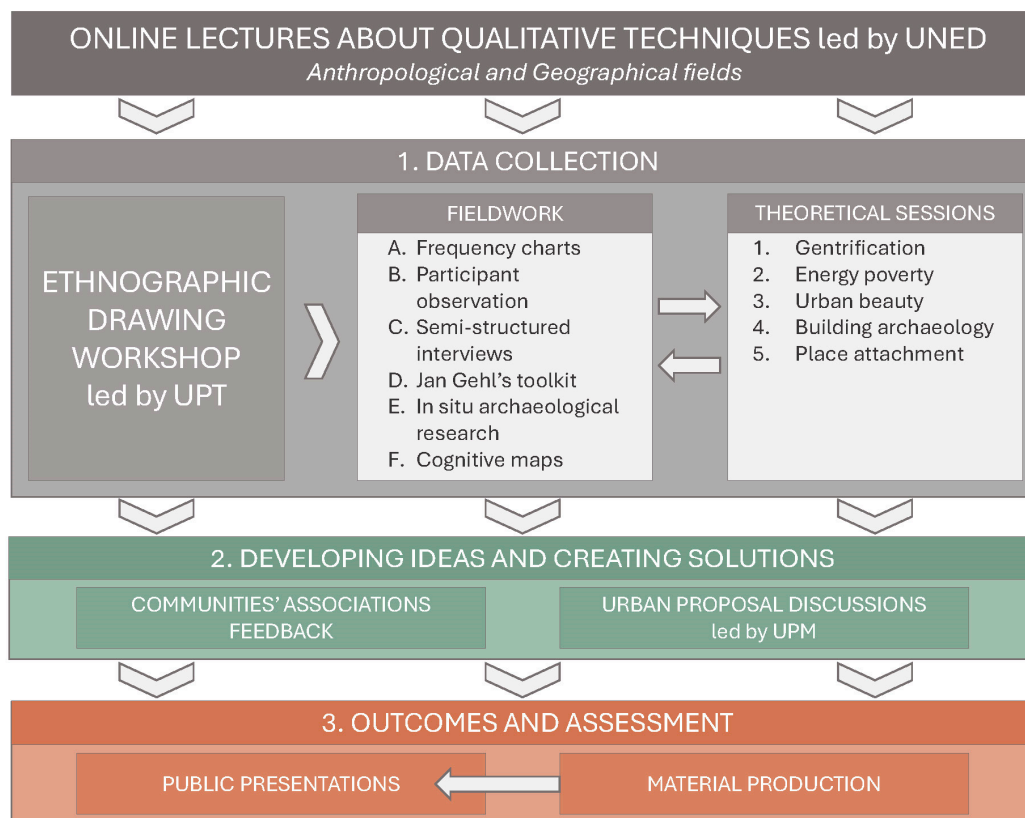 ONLINE LECTURES ABOUT QUALITATIVE TECHNIQUES led by UNED
Anthropological and Geographical fields
1. DATA COLLECTION
ETHNOGRAPHIC
DRAWING
WORKSHOP
led by UPT
FIELDWORK
A. Frequency charts
B. Participant
observation
C. Semi-structured
interviews
D. Jan Gehl's toolkit
E. In situ archaeological
research
F. Cognitive maps
THEORETICAL SESSIONS
1. Gentrification
2. Energy poverty
3. Urban beauty
4. Building archaeology
5. Place attachment
2. DEVELOPING IDEAS AND CREATING SOLUTIONS
COMMUNITIES' ASSOCIATIONS
FEEDBACK
URBAN PROPOSAL DISCUSSIONS
led by UPM
3. OUTCOMES AND ASSESSMENT
PUBLIC PRESENTATIONS
MATERIAL PRODUCTION